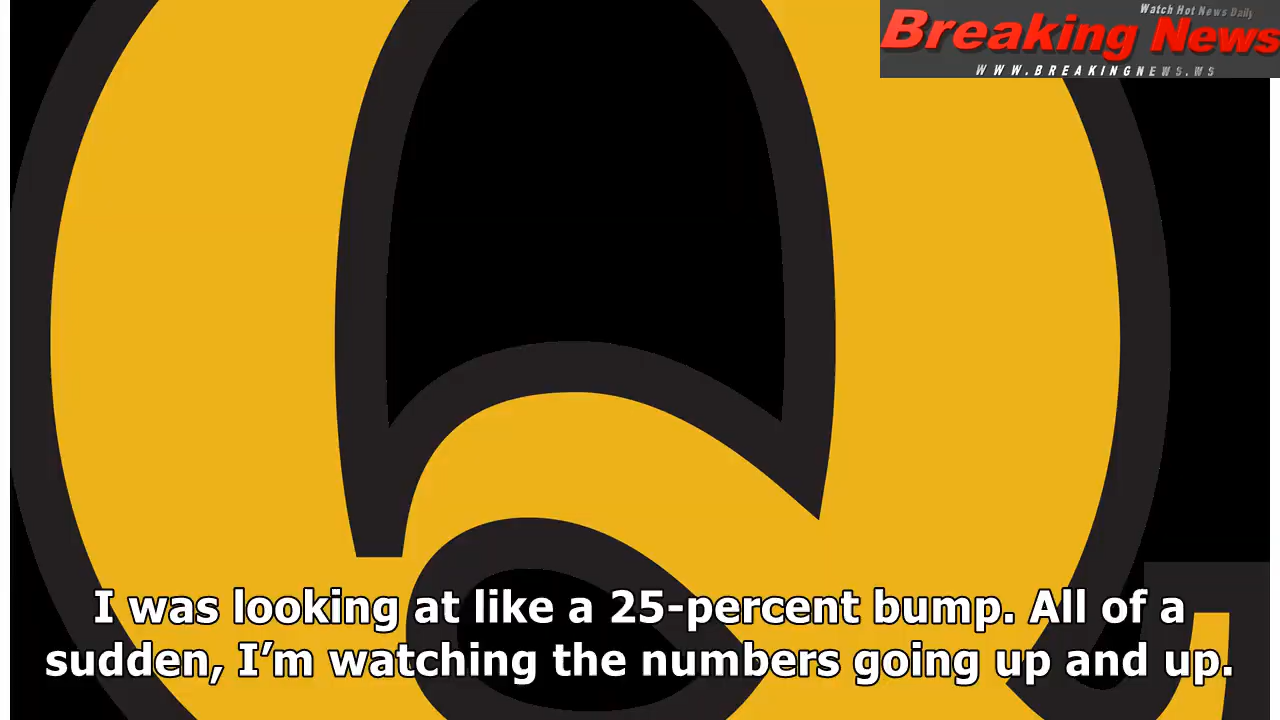 Watch Hot News Daily
Breaking News
WWW.BREAKINGNEWS.WS
I was looking at like a 25-percent bump. All of a
sudden, I’m watching the numbers going up and up.